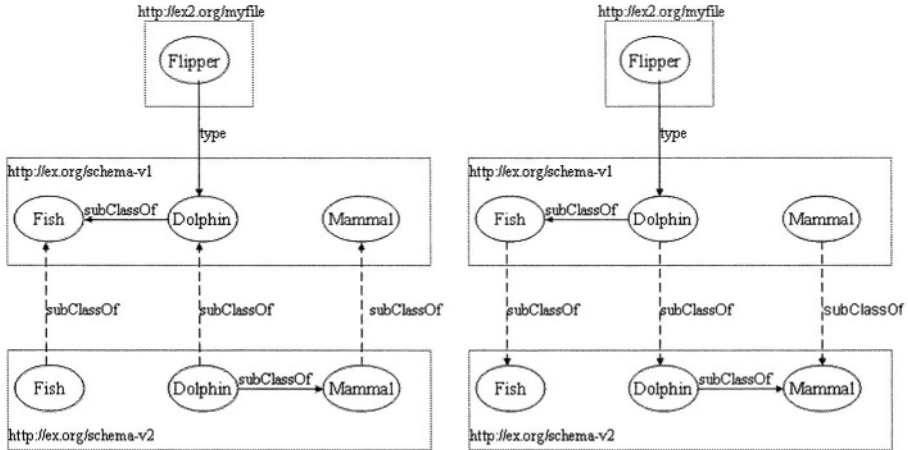 http://ex2.org/myfile
Flipper
type
http://ex.org/schema-v1
Fish
subClassOf
Dolphin
Mammal
subClassOf
subClassOf
subClassOf
Fish
Dolphin
subClassOf
Mammal
http://ex.org/schema-v2
http://ex2.org/myfile
Flipper
type
http://ex.org/schema-v1
Fish
subClassOf
Dolphin
Mammal
subClassOf
subClassOf
subClassOf
Fish
Dolphin
subClassOf
Mammal
http://ex.org/schema-v2